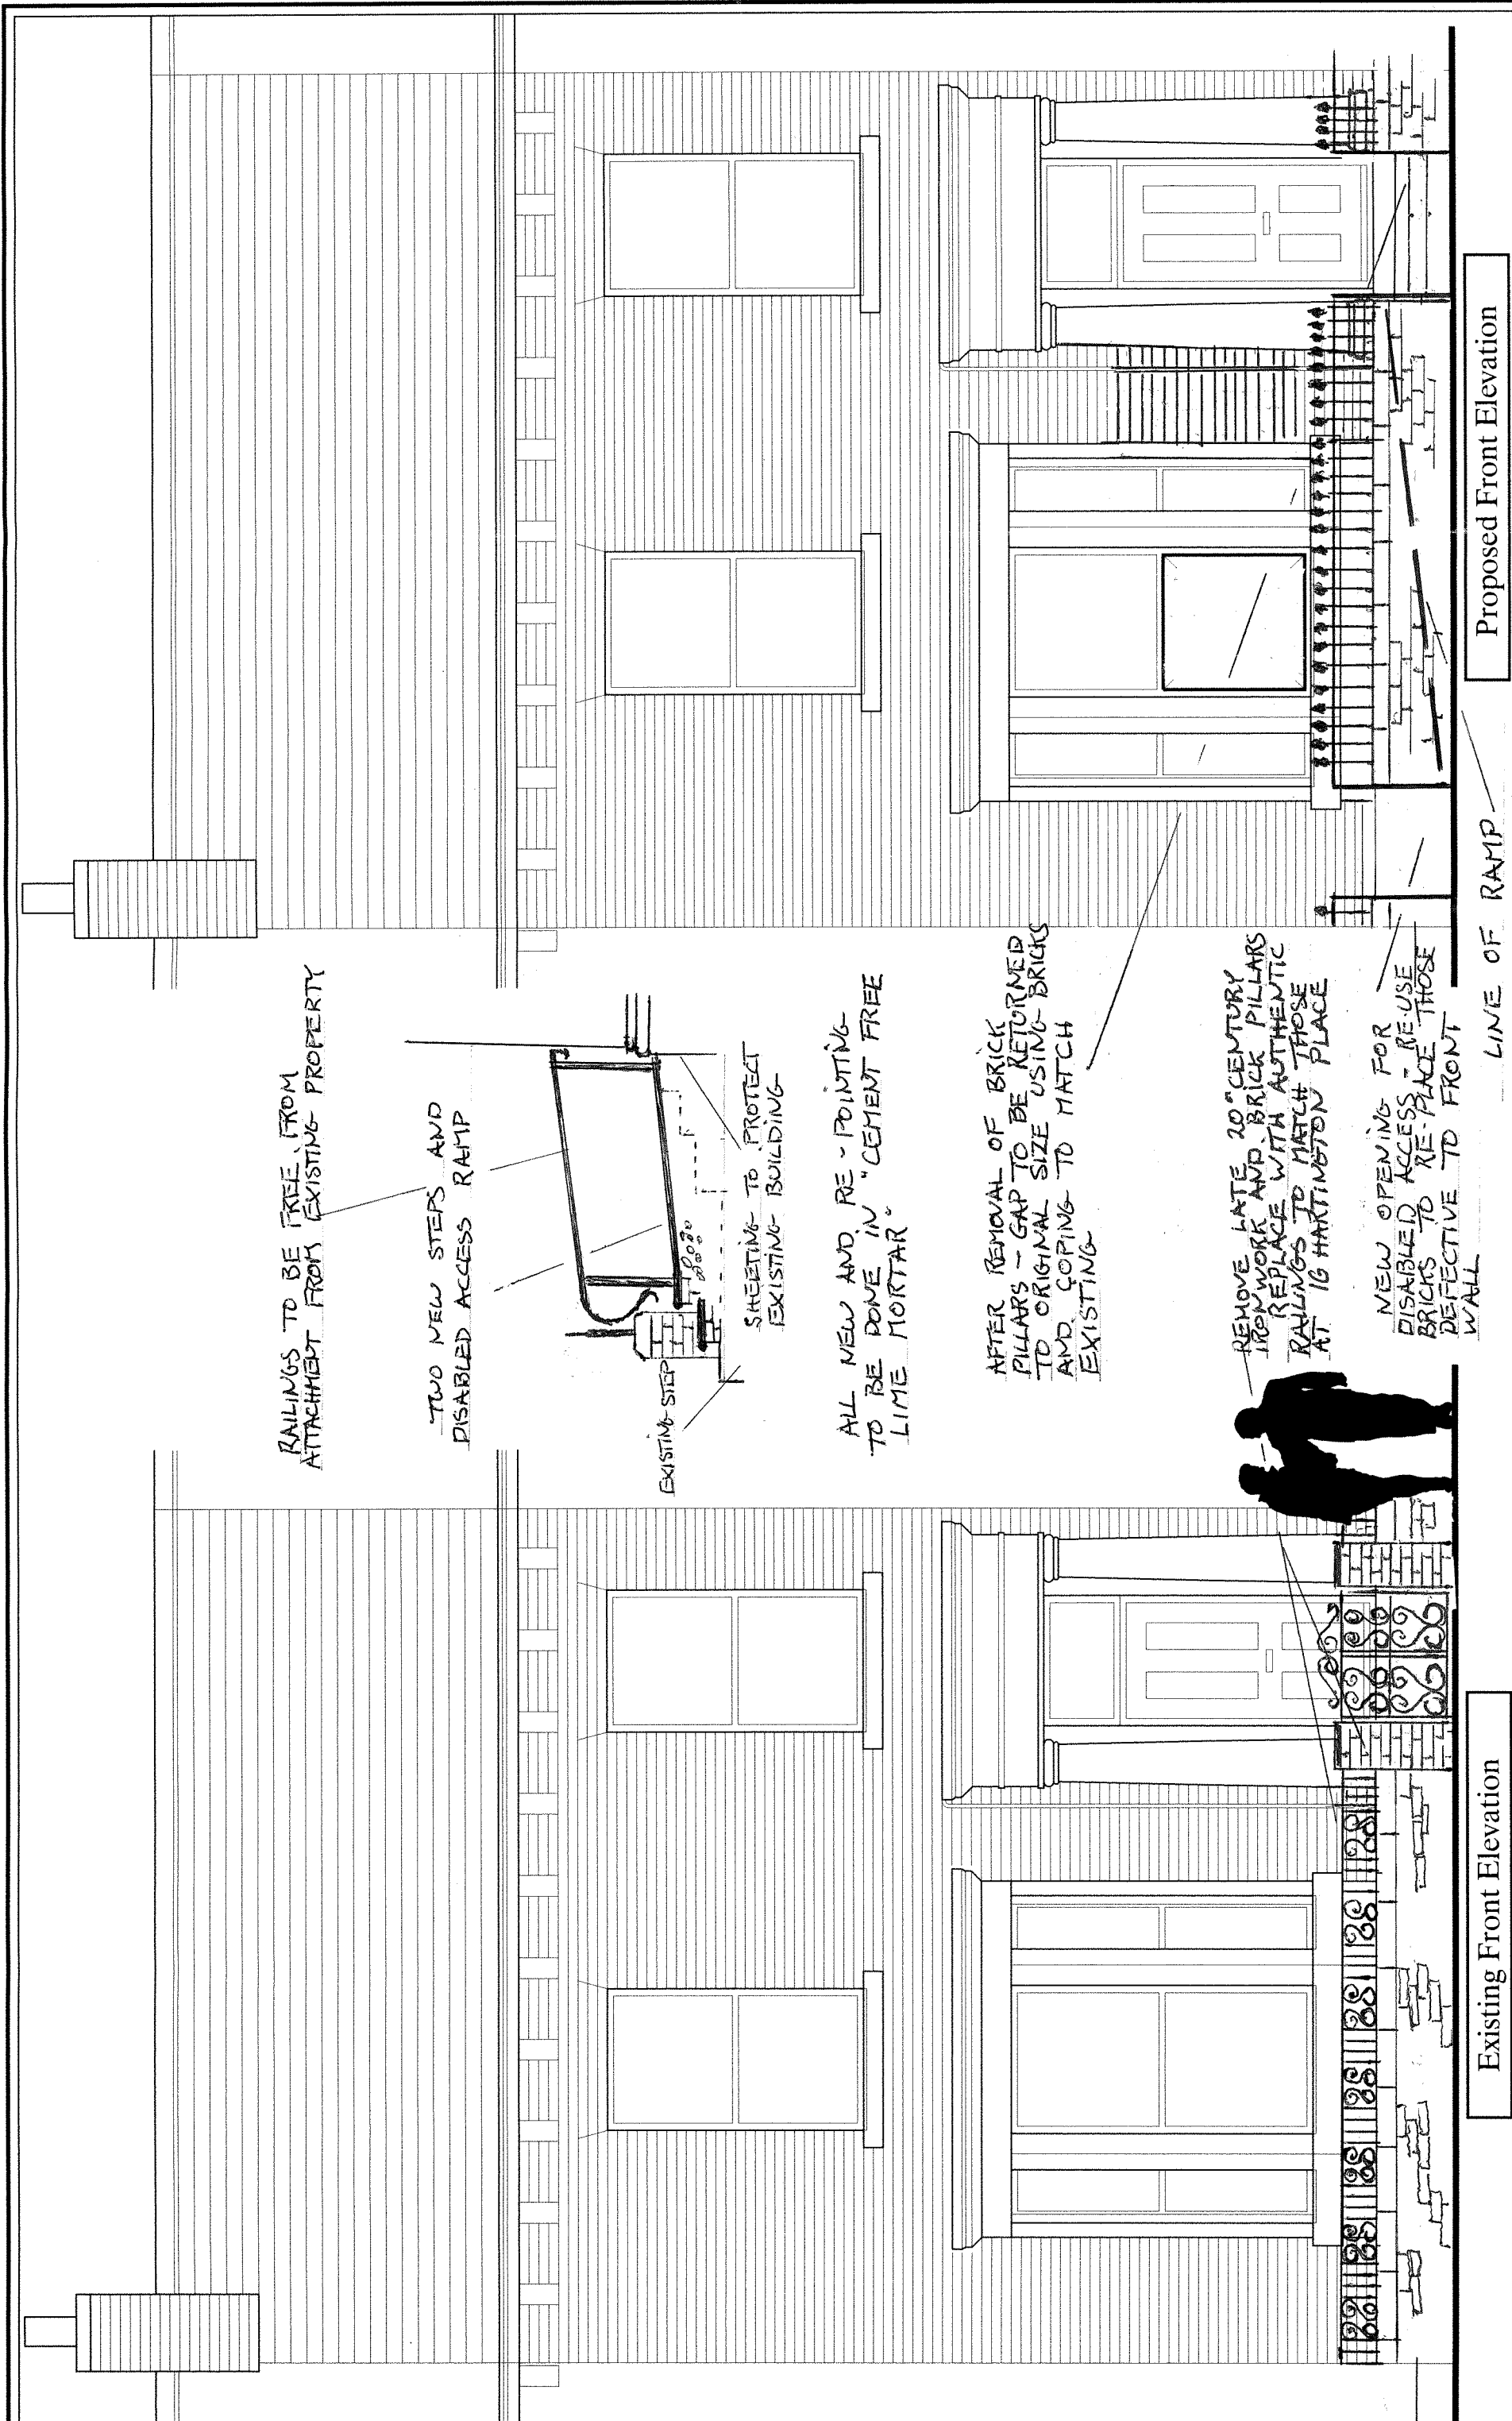 RAILINGS TO BE FREE FROM
ATTACHMENT FROM EXISTING PROPERTY
TWO NEW STEPS AND
DISABLED ACCESS RAMP
EXISTING STEP
SHEETING TO PROTECT
EXISTING BUILDING
ALL NEW AND RE-POINTING
TO BE DONE IN "CEMENT FREE
LIME MORTAR"
AFTER REMOVAL OF BRICK
PILLARS - GAP TO BE RETURNED
TO ORIGINAL SIZE USING BRICKS
AND COPING TO MATCH
EXISTING
REMOVE LATE 20TH CENTURY
IRONWORK AND BRICK PILLARS
REPLACE WITH AUTHENTIC
RAILINGS TO MATCH THOSE
AT 16 HARTINGTON PLACE
NEW OPENING FOR
DISABLED ACCESS - RE-USE
BRICKS TO RE-PLACE THOSE
DEFECTIVE TO FRONT
WALL
LINE OF RAMP
Existing Front Elevation
Proposed Front Elevation